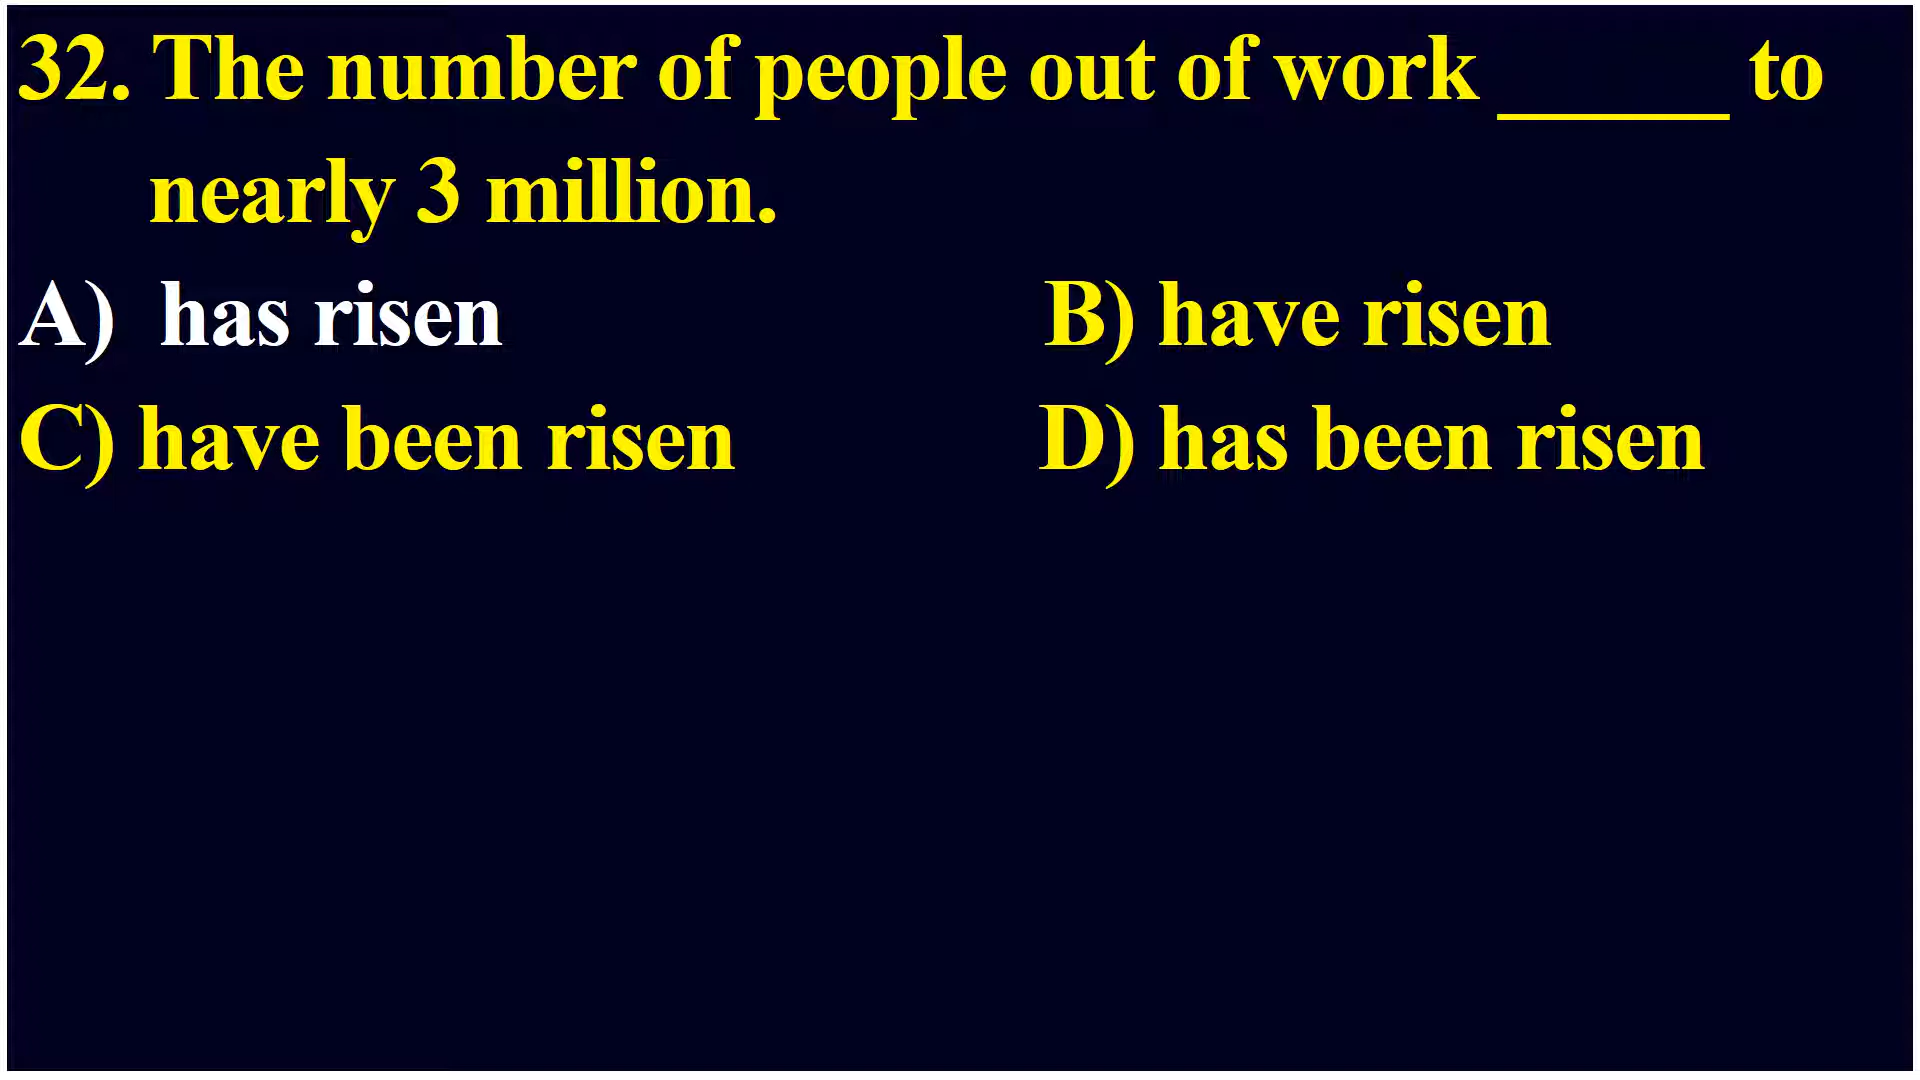 32. The number of people out of work ______ to
nearly 3 million.
A) has risen B) have risen
C) have been risen D) has been risen